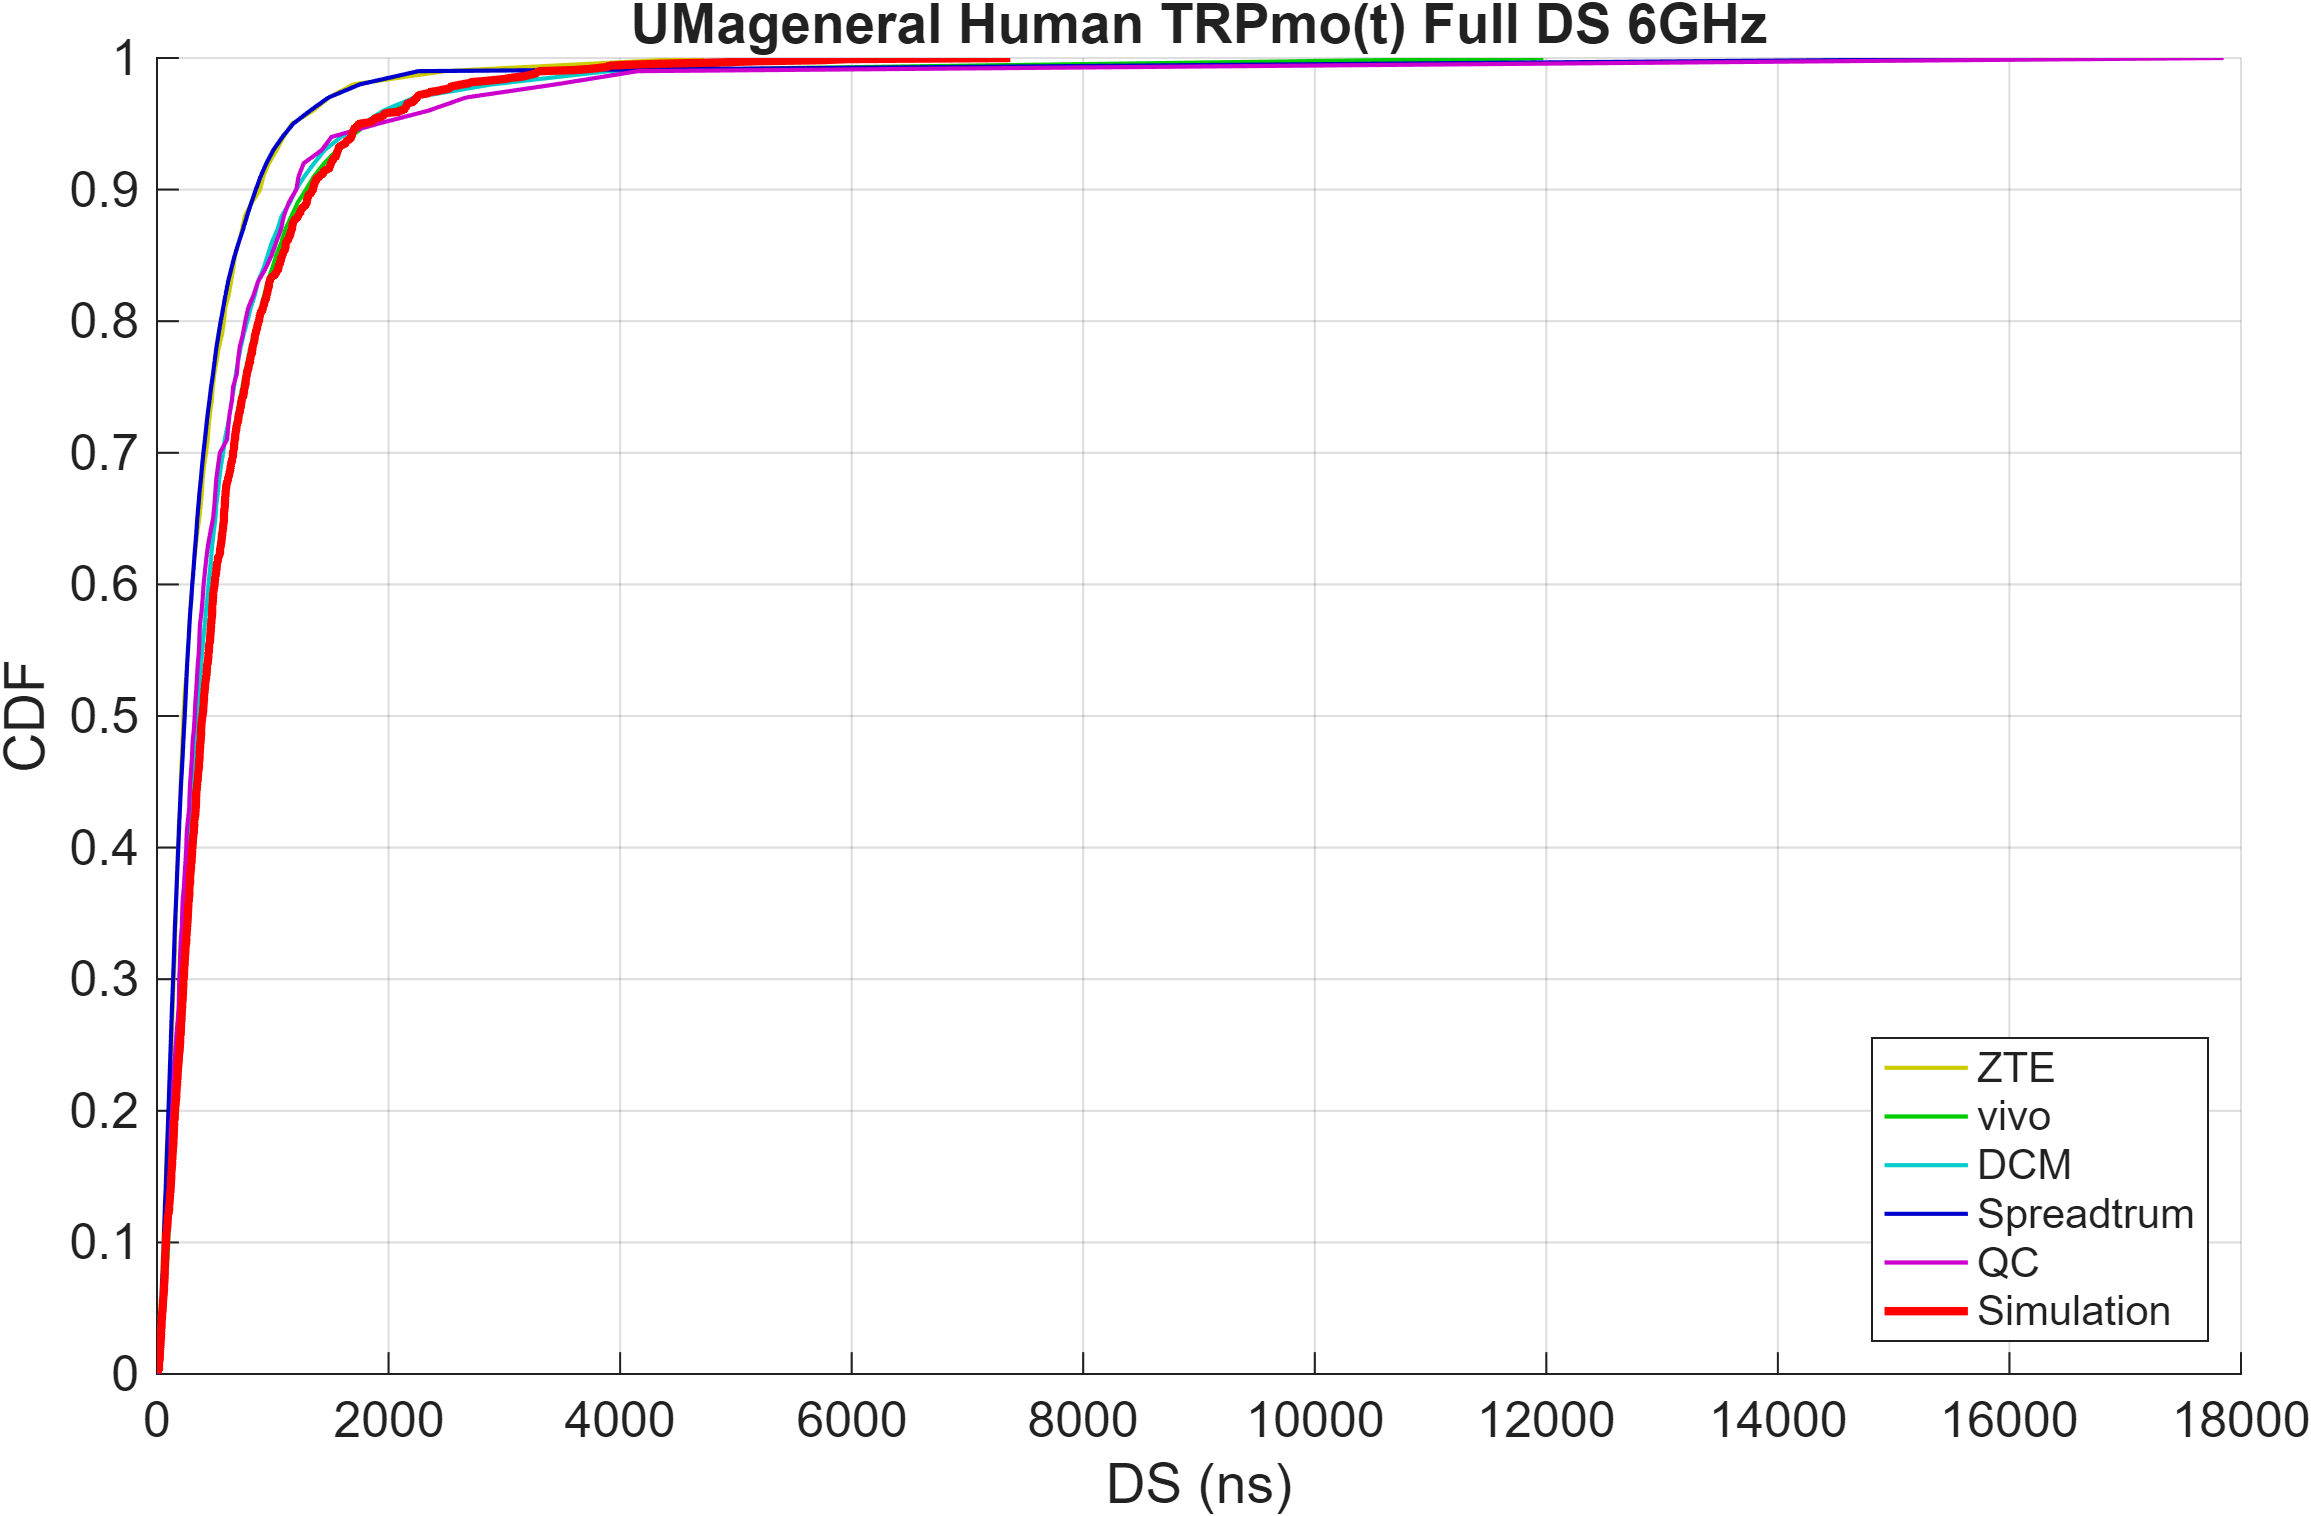 UMageneral Human TRPmo(t) Full DS 6GHz
1
0.9
0.8
0.7
0.6
0.5
0.4
0.3
0.2
0.1
0
CDF
ZTE
vivo
DCM
Spreadtrum
QC
Simulation
0 2000 4000 6000 8000 10000 12000 14000 16000 18000
DS (ns)